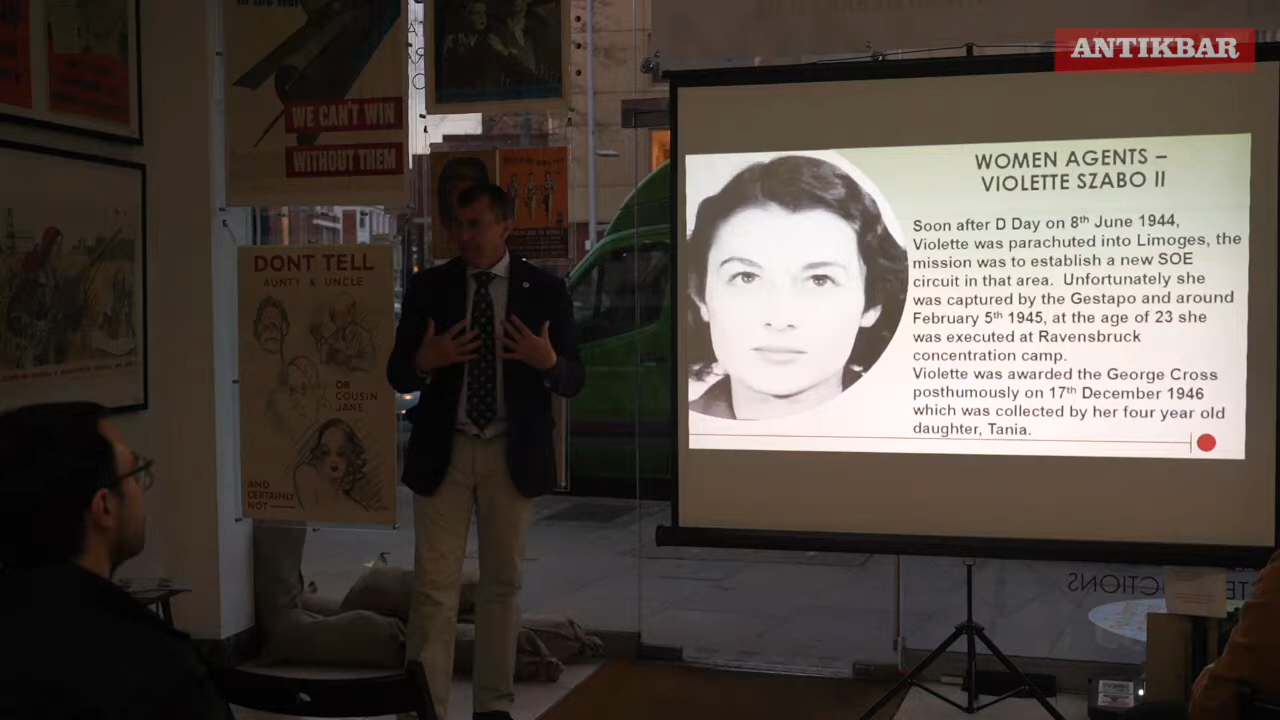 ANTIKBAR
WE CAN'T WIN
WITHOUT THEM
DONT TELL
AUNTY & UNCLE
OR
COUSIN
JANE
AND
CERTAINLY
NOT
WOMEN AGENTS –
VIOLETTE SZABO II
Soon after D Day on 8th June 1944,
Violette was parachuted into Limoges, the
mission was to establish a new SOE
circuit in that area. Unfortunately she
was captured by the Gestapo and around
February 5th 1945, at the age of 23 she
was executed at Ravensbruck
concentration camp.
Violette was awarded the George Cross
posthumously on 17th December 1946
which was collected by her four year old
daughter, Tania.